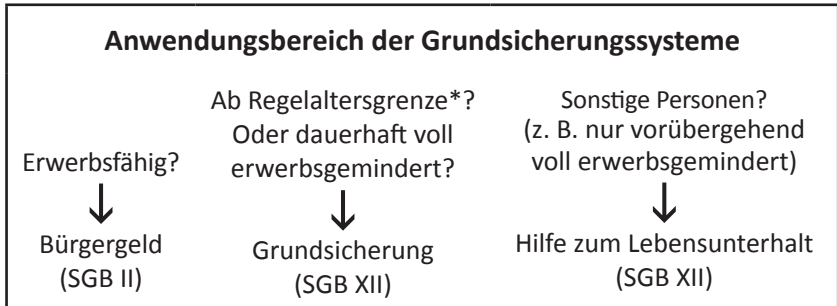 Anwendungsbereich der Grundsicherungssysteme
Erwerbsfähig?
↓
Bürgergeld
(SGB II)
Ab Regelaltersgrenze*?
Oder dauerhaft voll
erwerbsgemindert?
↓
Grundsicherung
(SGB XII)
Sonstige Personen?
(z. B. nur vorübergehend
voll erwerbsgemindert)
↓
Hilfe zum Lebensunterhalt
(SGB XII)